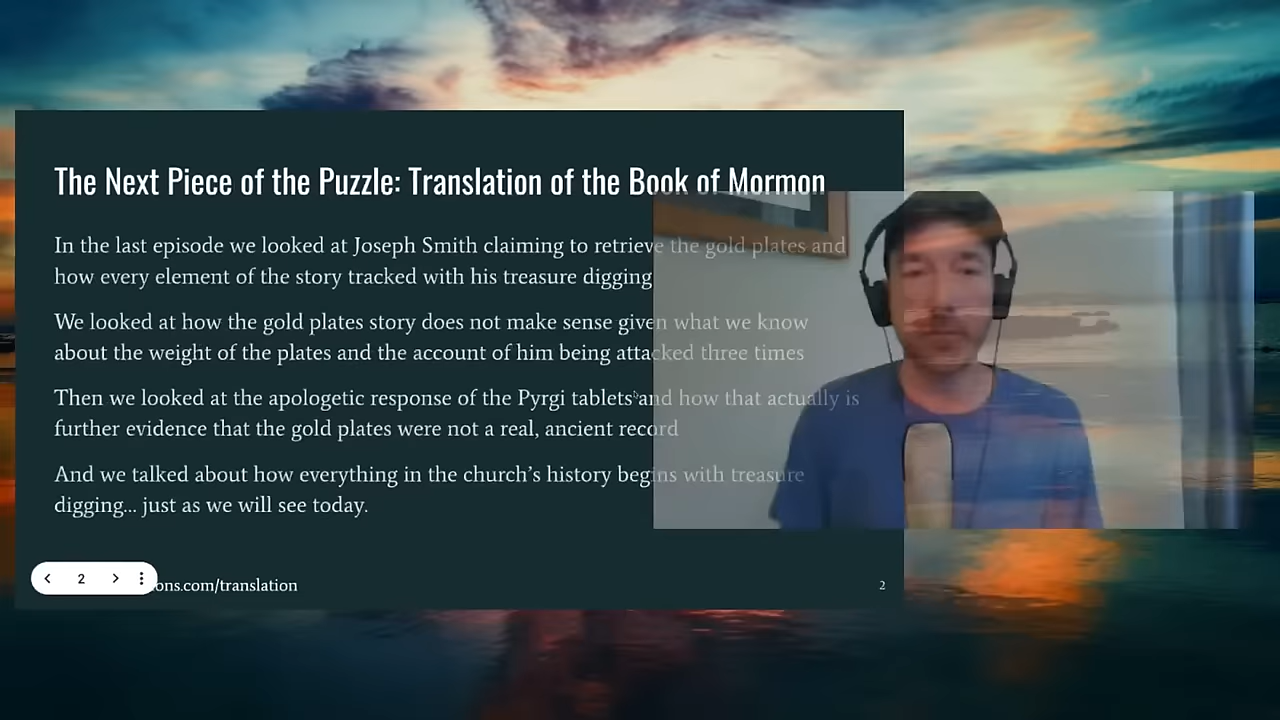 The Next Piece of the Puzzle: Translation of the Book of Mormon
In the last episode we looked at Joseph Smith claiming to retrieve the gold plates and
how every element of the story tracked with his treasure digging
We looked at how the gold plates story does not make sense given what we know
about the weight of the plates and the account of him being attacked three times
Then we looked at the apologetic response of the Pyrgi tablets and how that actually is
further evidence that the gold plates were not a real, ancient record
And we talked about how everything in the church’s history begins with treasure
digging... just as we will see today.
2
ons.com/translation
2